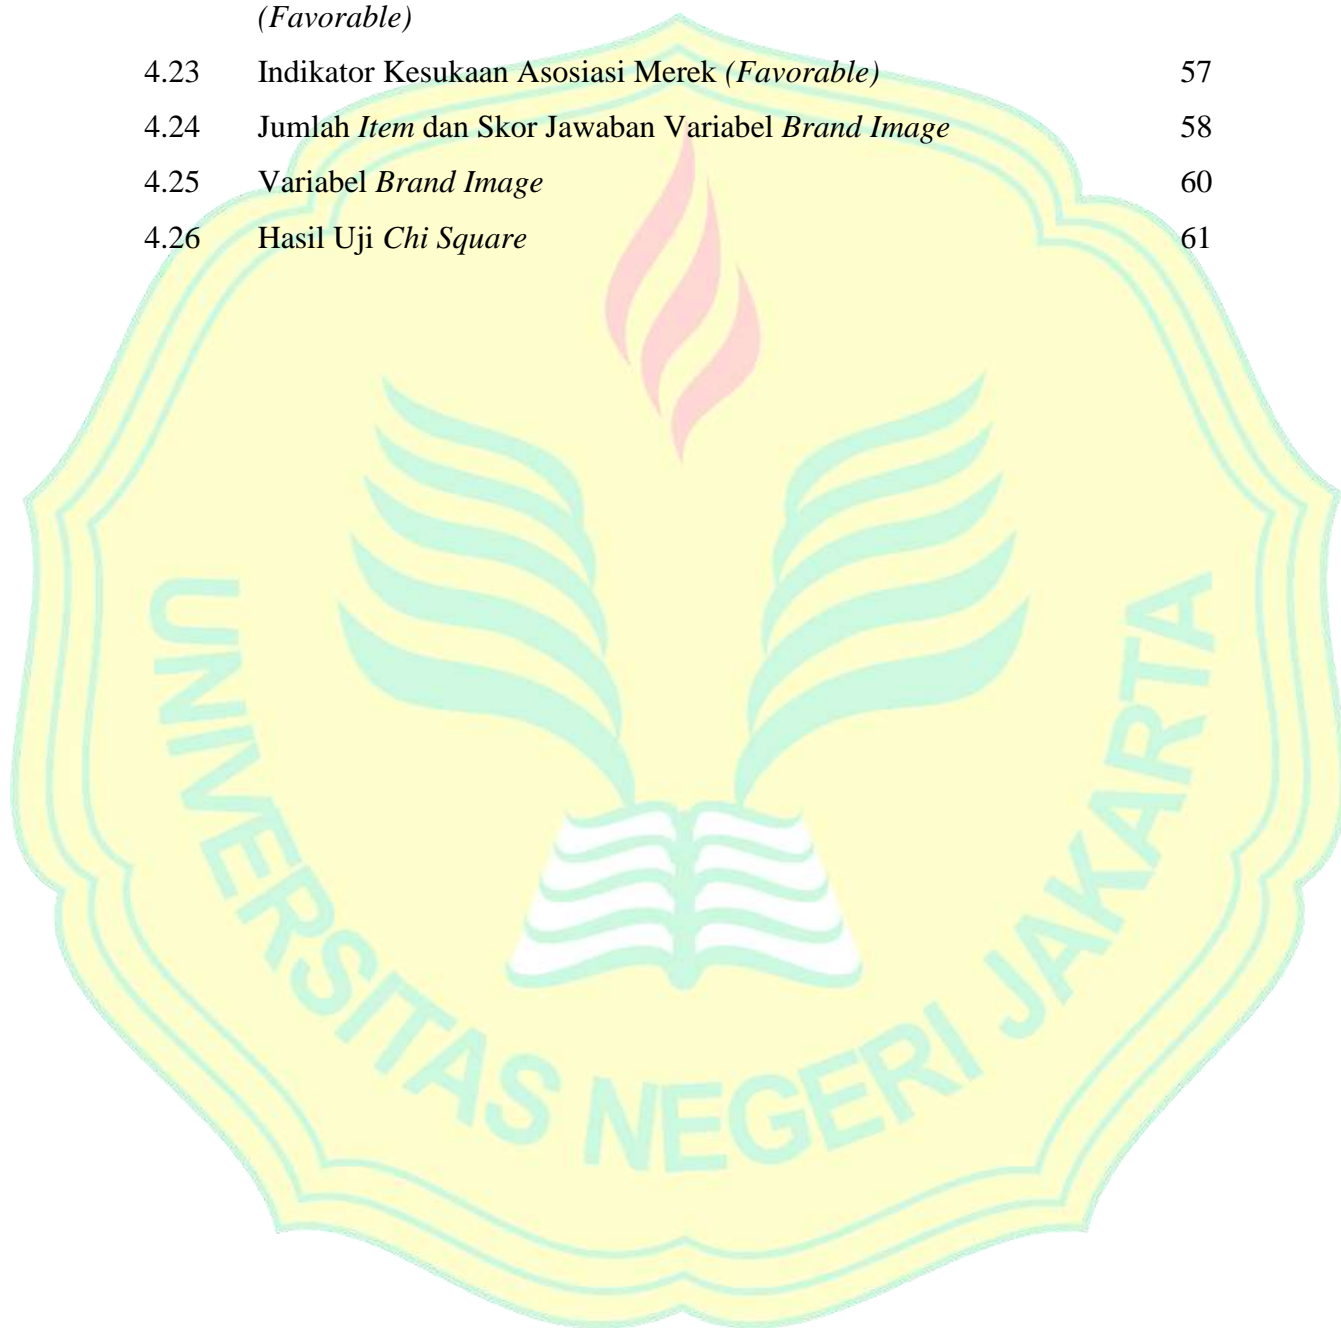 (Favorable)
4.23 Indikator Kesukaan Asosiasi Merek (Favorable) 57
4.24 Jumlah Item dan Skor Jawaban Variabel Brand Image 58
4.25 Variabel Brand Image 60
4.26 Hasil Uji Chi Square 61
UNIVERSITAS NEGERI JAKARTA